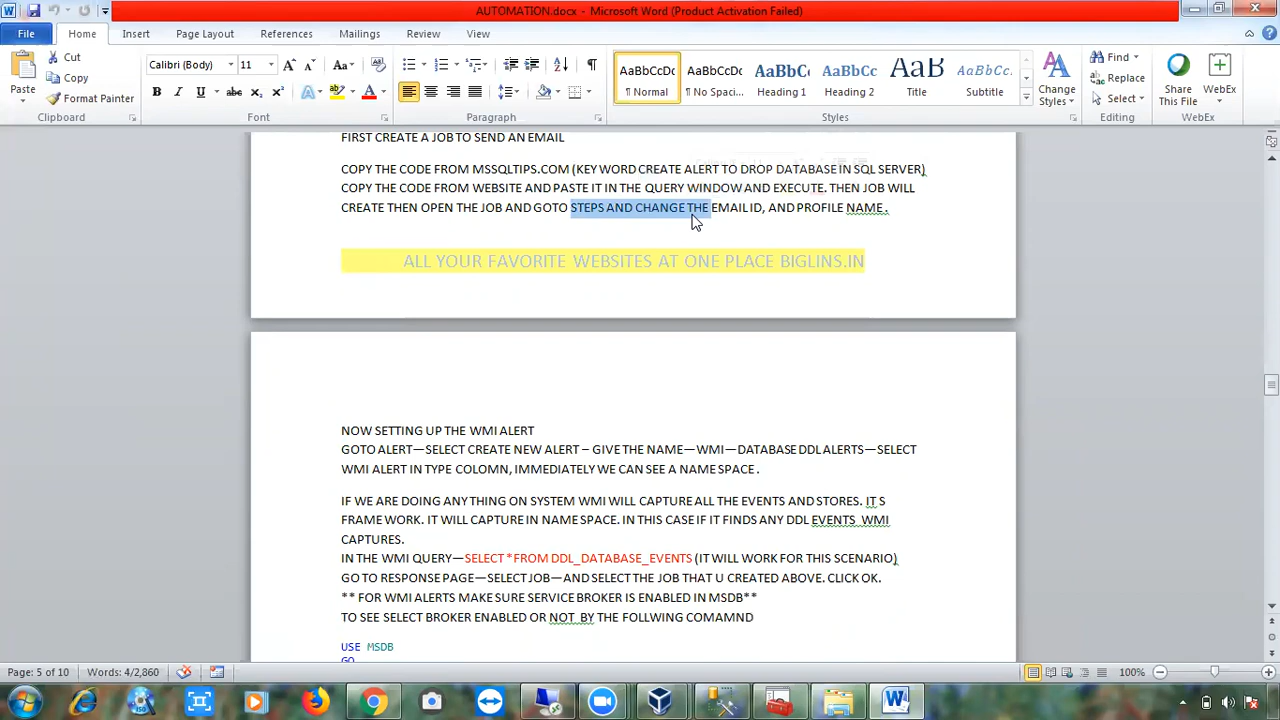 AUTOMATION.docx - Microsoft Word (Product Activation Failed)
File Home Insert Page Layout References Mailings Review View
Paste
Cut
Copy
Format Painter
Clipboard
Calibri (Body) 11
Font
Paragraph
AaBbCcDc AaBbCcDc AaBbCc AaBbCc AaB AaBbCcDc
¶ Normal ¶ No Spaci... Heading 1 Heading 2 Title Subtitle
Change Styles
Styles
Find
Replace
Select
Editing
Share This File
WebEx
WebEx
FIRST CREATE A JOB TO SEND AN EMAIL
COPY THE CODE FROM MSSQLTIPS.COM (KEY WORD CREATE ALERT TO DROP DATABASE IN SQL SERVER)
COPY THE CODE FROM WEBSITE AND PASTE IT IN THE QUERY WINDOW AND EXECUTE. THEN JOB WILL
CREATE THEN OPEN THE JOB AND GOTO STEPS AND CHANGE THE EMAIL ID, AND PROFILE NAME .
ALL YOUR FAVORITE WEBSITES AT ONE PLACE BIGLINS.IN
NOW SETTING UP THE WMI ALERT
GOTO ALERT—SELECT CREATE NEW ALERT – GIVE THE NAME—WMI—DATABASE DDL ALERTS—SELECT
WMI ALERT IN TYPE COLOMN, IMMEDIATELY WE CAN SEE A NAME SPACE .
IF WE ARE DOING ANY THING ON SYSTEM WMI WILL CAPTURE ALL THE EVENTS AND STORES. IT S
FRAME WORK. IT WILL CAPTURE IN NAME SPACE. IN THIS CASE IF IT FINDS ANY DDL EVENTS WMI
CAPTURES.
IN THE WMI QUERY—SELECT *FROM DDL_DATABASE_EVENTS (IT WILL WORK FOR THIS SCENARIO)
GO TO RESPONSE PAGE—SELECT JOB—AND SELECT THE JOB THAT U CREATED ABOVE. CLICK OK.
** FOR WMI ALERTS MAKE SURE SERVICE BROKER IS ENABLED IN MSDB**
TO SEE SELECT BROKER ENABLED OR NOT BY THE FOLLWING COMAMND
USE MSDB
GO
Page: 5 of 10 Words: 4/2,860 100%